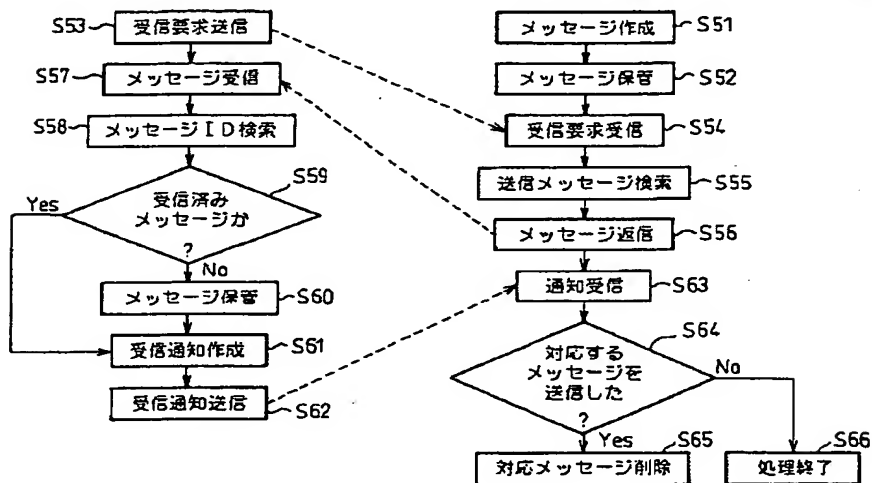 S53
受信要求送信
S57
メッセージ受信
S58
メッセージID検索
S59
受信済み
メッセージか
?
Yes
No
メッセージ保管
S60
受信通知作成
S61
受信通知送信
S62
メッセージ作成
S51
メッセージ保管
S52
受信要求受信
S54
送信メッセージ検索
S55
メッセージ返信
S56
通知受信
S63
S64
対応する
メッセージを
送信した
?
No
Yes
S65
対応メッセージ削除
S66
処理終了